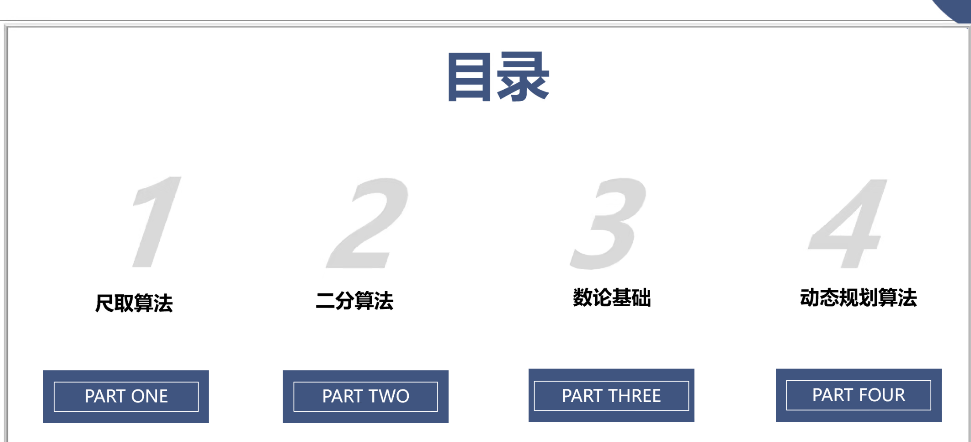 目录
1
2
3
4
尺取算法
二分算法
数论基础
动态规划算法
PART ONE
PART TWO
PART THREE
PART FOUR